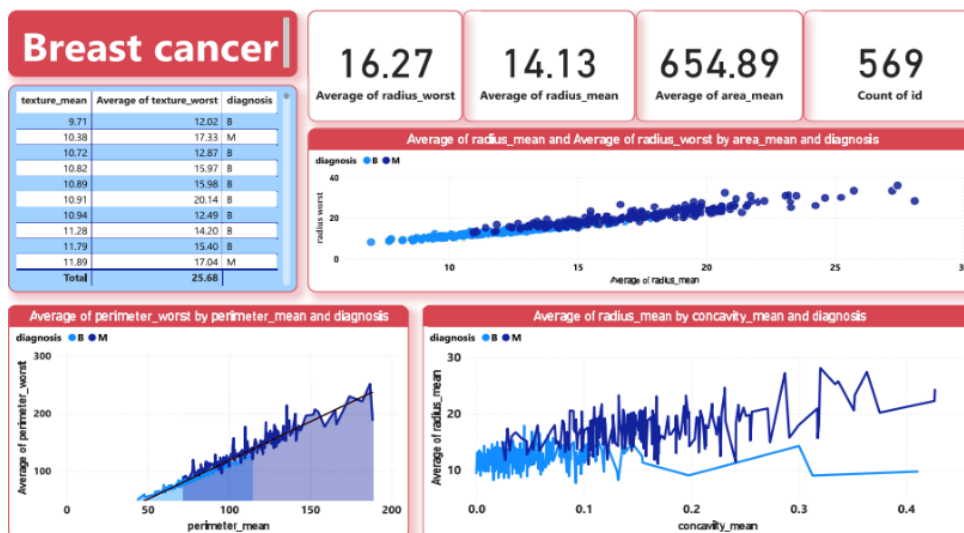 Breast cancer
16.27
Average of radius_worst
14.13
Average of radius_mean
654.89
Average of area_mean
569
Count of id
texture_mean Average of texture_worst diagnosis
9.71 12.02 B
10.38 17.33 M
10.72 12.87 B
10.82 15.97 B
10.89 15.98 B
10.91 20.14 B
10.94 12.49 B
11.28 14.20 B
11.79 15.40 B
11.89 17.04 M
Total 25.68
Average of radius_mean and Average of radius_worst by area_mean and diagnosis
diagnosis B M
radius worst
40
20
0
10 15 20 25 30
Average of radius_mean
Average of perimeter_worst by perimeter_mean and diagnosis
diagnosis B M
Average of perimeter_worst
300
200
100
0 50 100 150 200
perimeter_mean
Average of radius_mean by concavity_mean and diagnosis
diagnosis B M
Average of radius_mean
30
20
10
0.0 0.1 0.2 0.3 0.4
concavity_mean